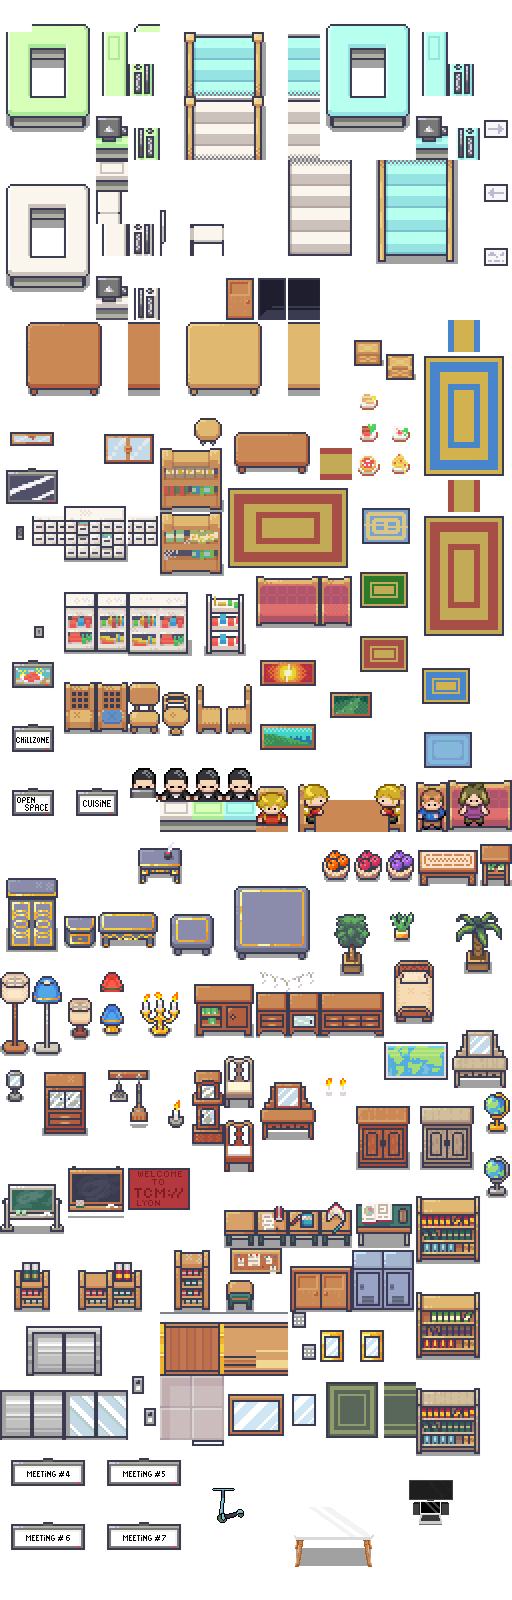 CHILLZONE
OPEN
SPACE
CUISINE
WELCOME
TO
TCM:W
LYON
MEETING #4
MEETING #5
MEETING #6
MEETING #7